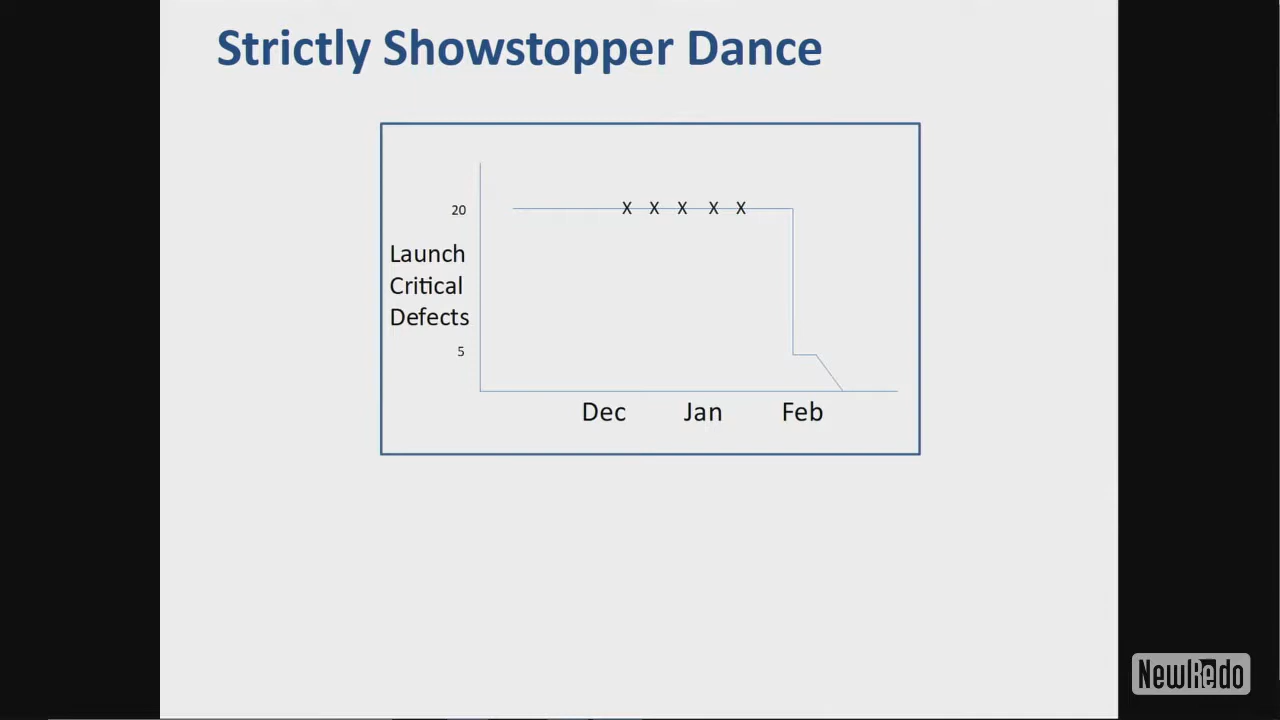 Strictly Showstopper Dance
20
X X X X X
Launch
Critical
Defects
5
Dec Jan Feb
NewRedo